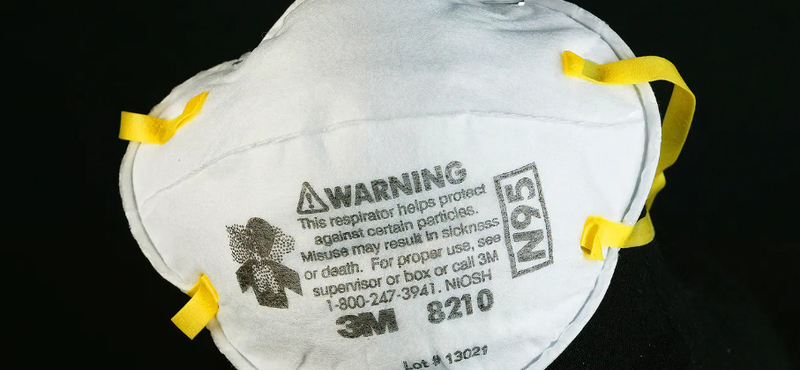 WARNING
This respirator helps protect
against certain particles.
Misuse may result in sickness
or death. For proper use, see
supervisor or box or call 3M
1-800-247-3941. NIOSH
3M 8210
N95
Lot # 13021